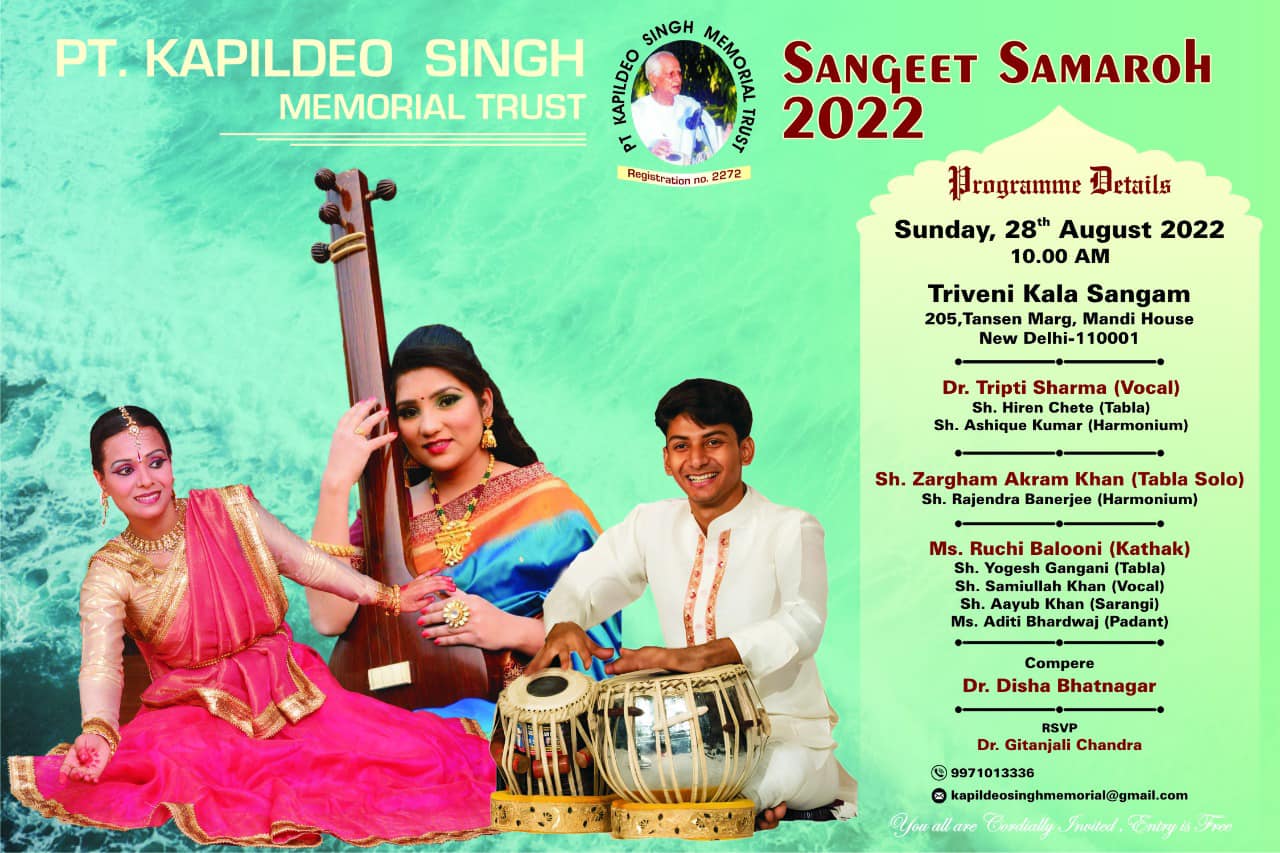 PT. KAPILDEO SINGH
MEMORIAL TRUST
PT KAPILDEO SINGH MEMORIAL TRUST
Registration no. 2272
SANGEET SAMAROH
2022
Programme Details
Sunday, 28th August 2022
10.00 AM
Triveni Kala Sangam
205,Tansen Marg, Mandi House
New Delhi-110001
Dr. Tripti Sharma (Vocal)
Sh. Hiren Chete (Tabla)
Sh. Ashique Kumar (Harmonium)
Sh. Zargham Akram Khan (Tabla Solo)
Sh. Rajendra Banerjee (Harmonium)
Ms. Ruchi Balooni (Kathak)
Sh. Yogesh Gangani (Tabla)
Sh. Samiullah Khan (Vocal)
Sh. Aayub Khan (Sarangi)
Ms. Aditi Bhardwaj (Padant)
Compere
Dr. Disha Bhatnagar
RSVP
Dr. Gitanjali Chandra
9971013336
kapildeosinghmemorial@gmail.com
You all are Cordially Invited , Entry is Free